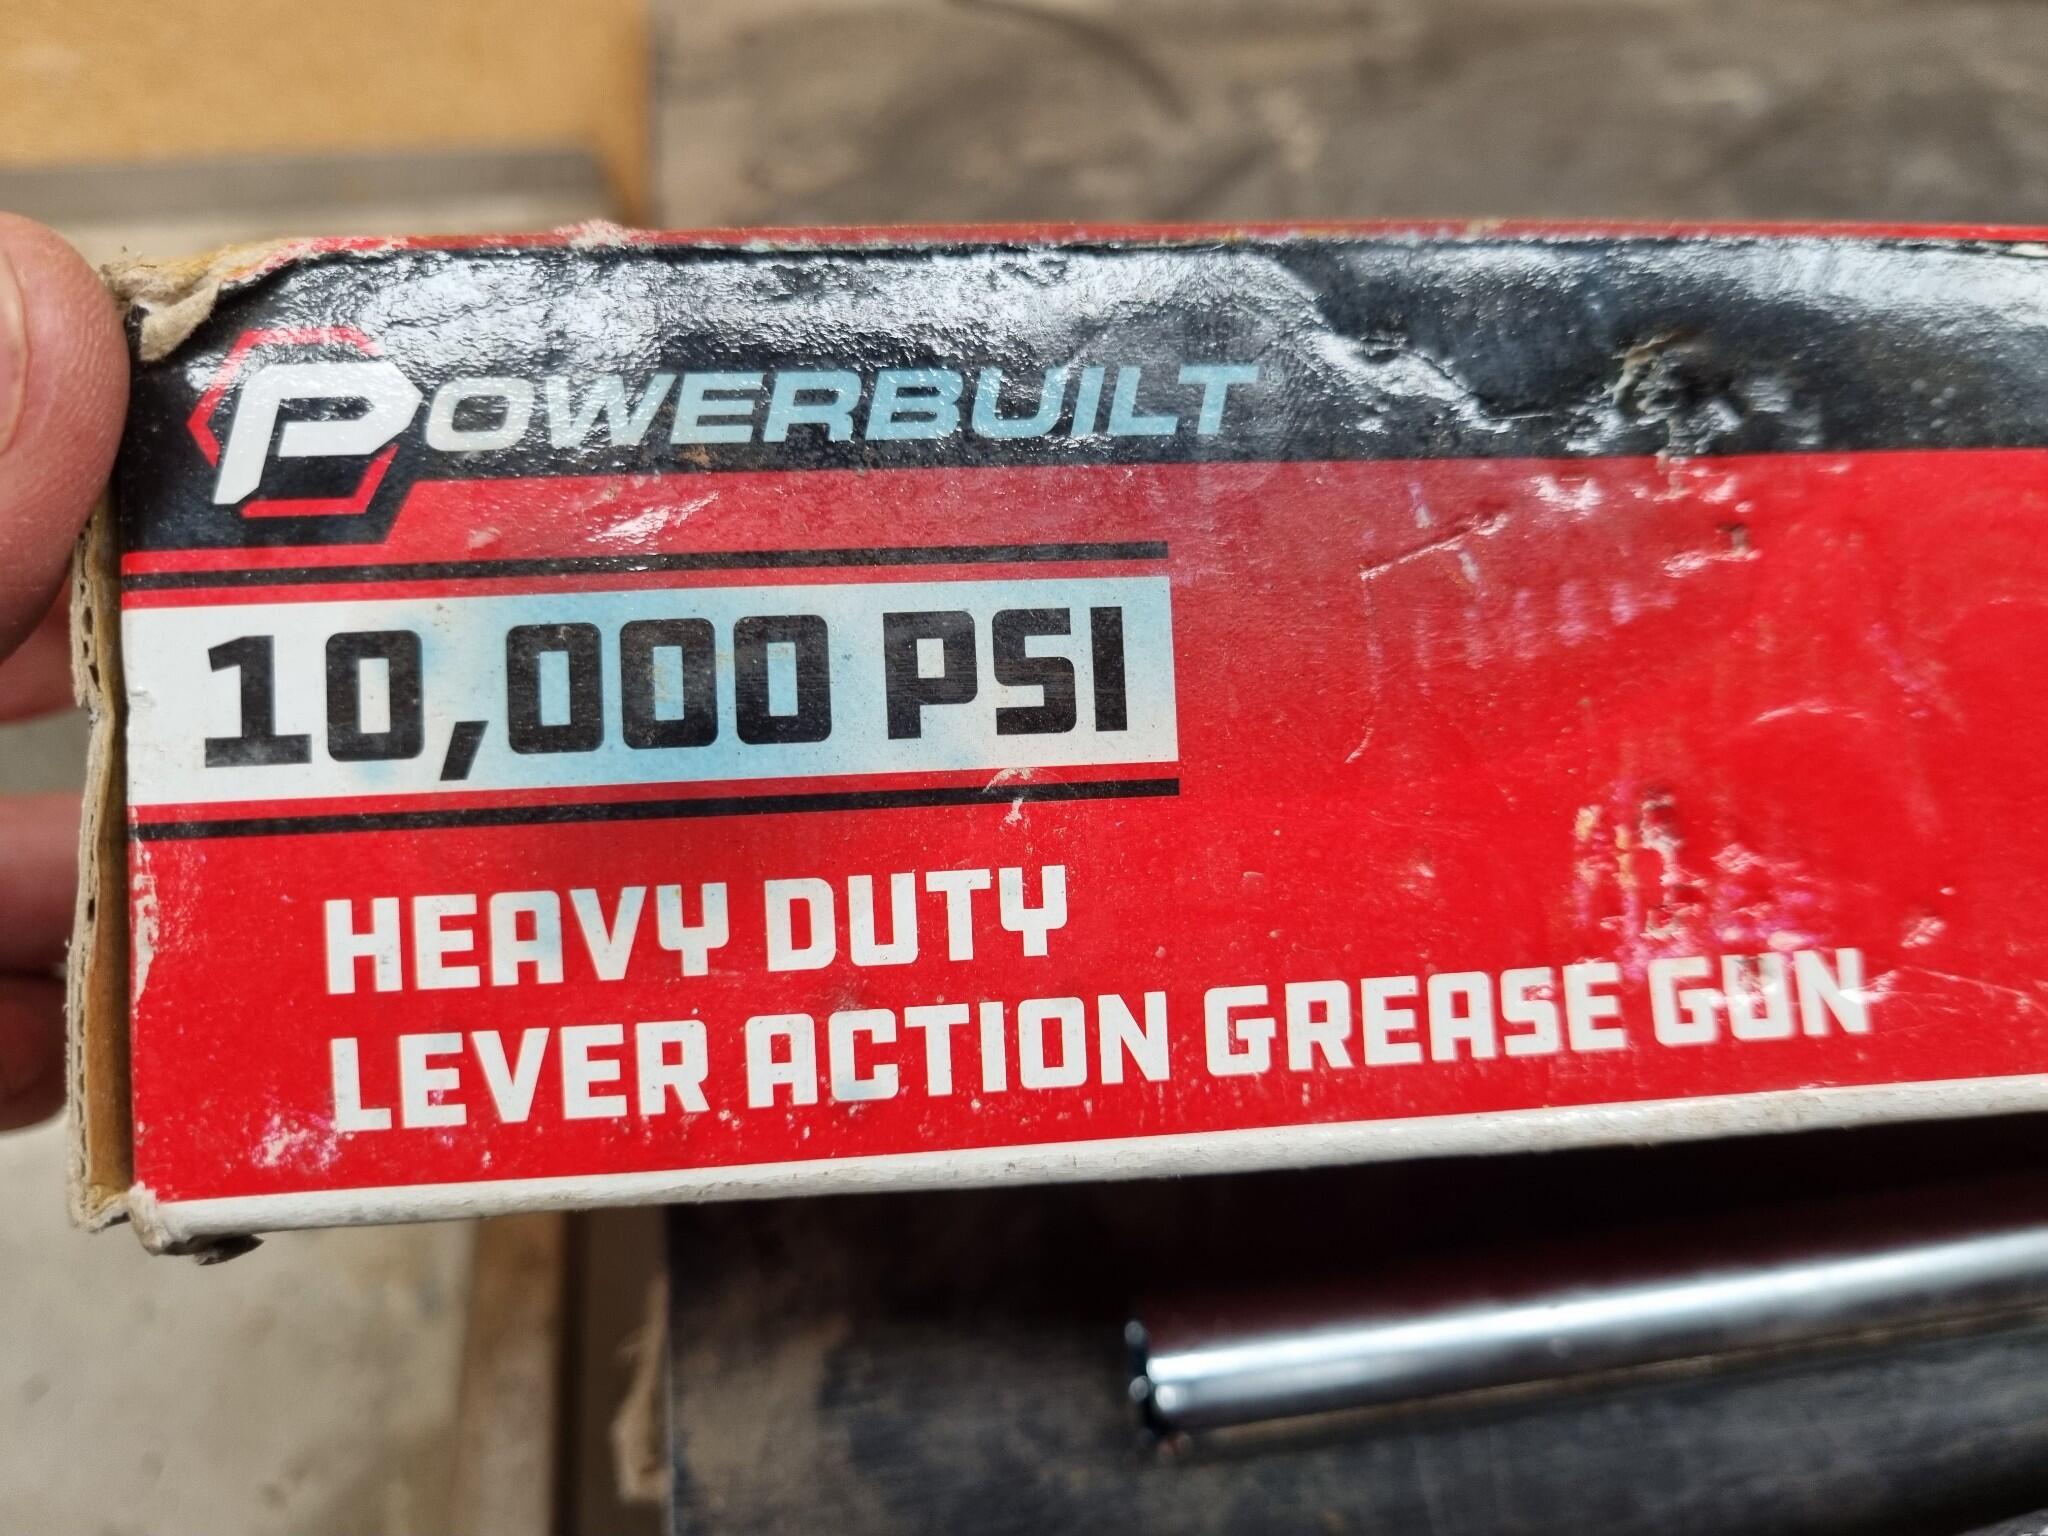 POWERBUILT
10,000 PSI
HEAVY DUTY
LEVER ACTION GREASE GUN